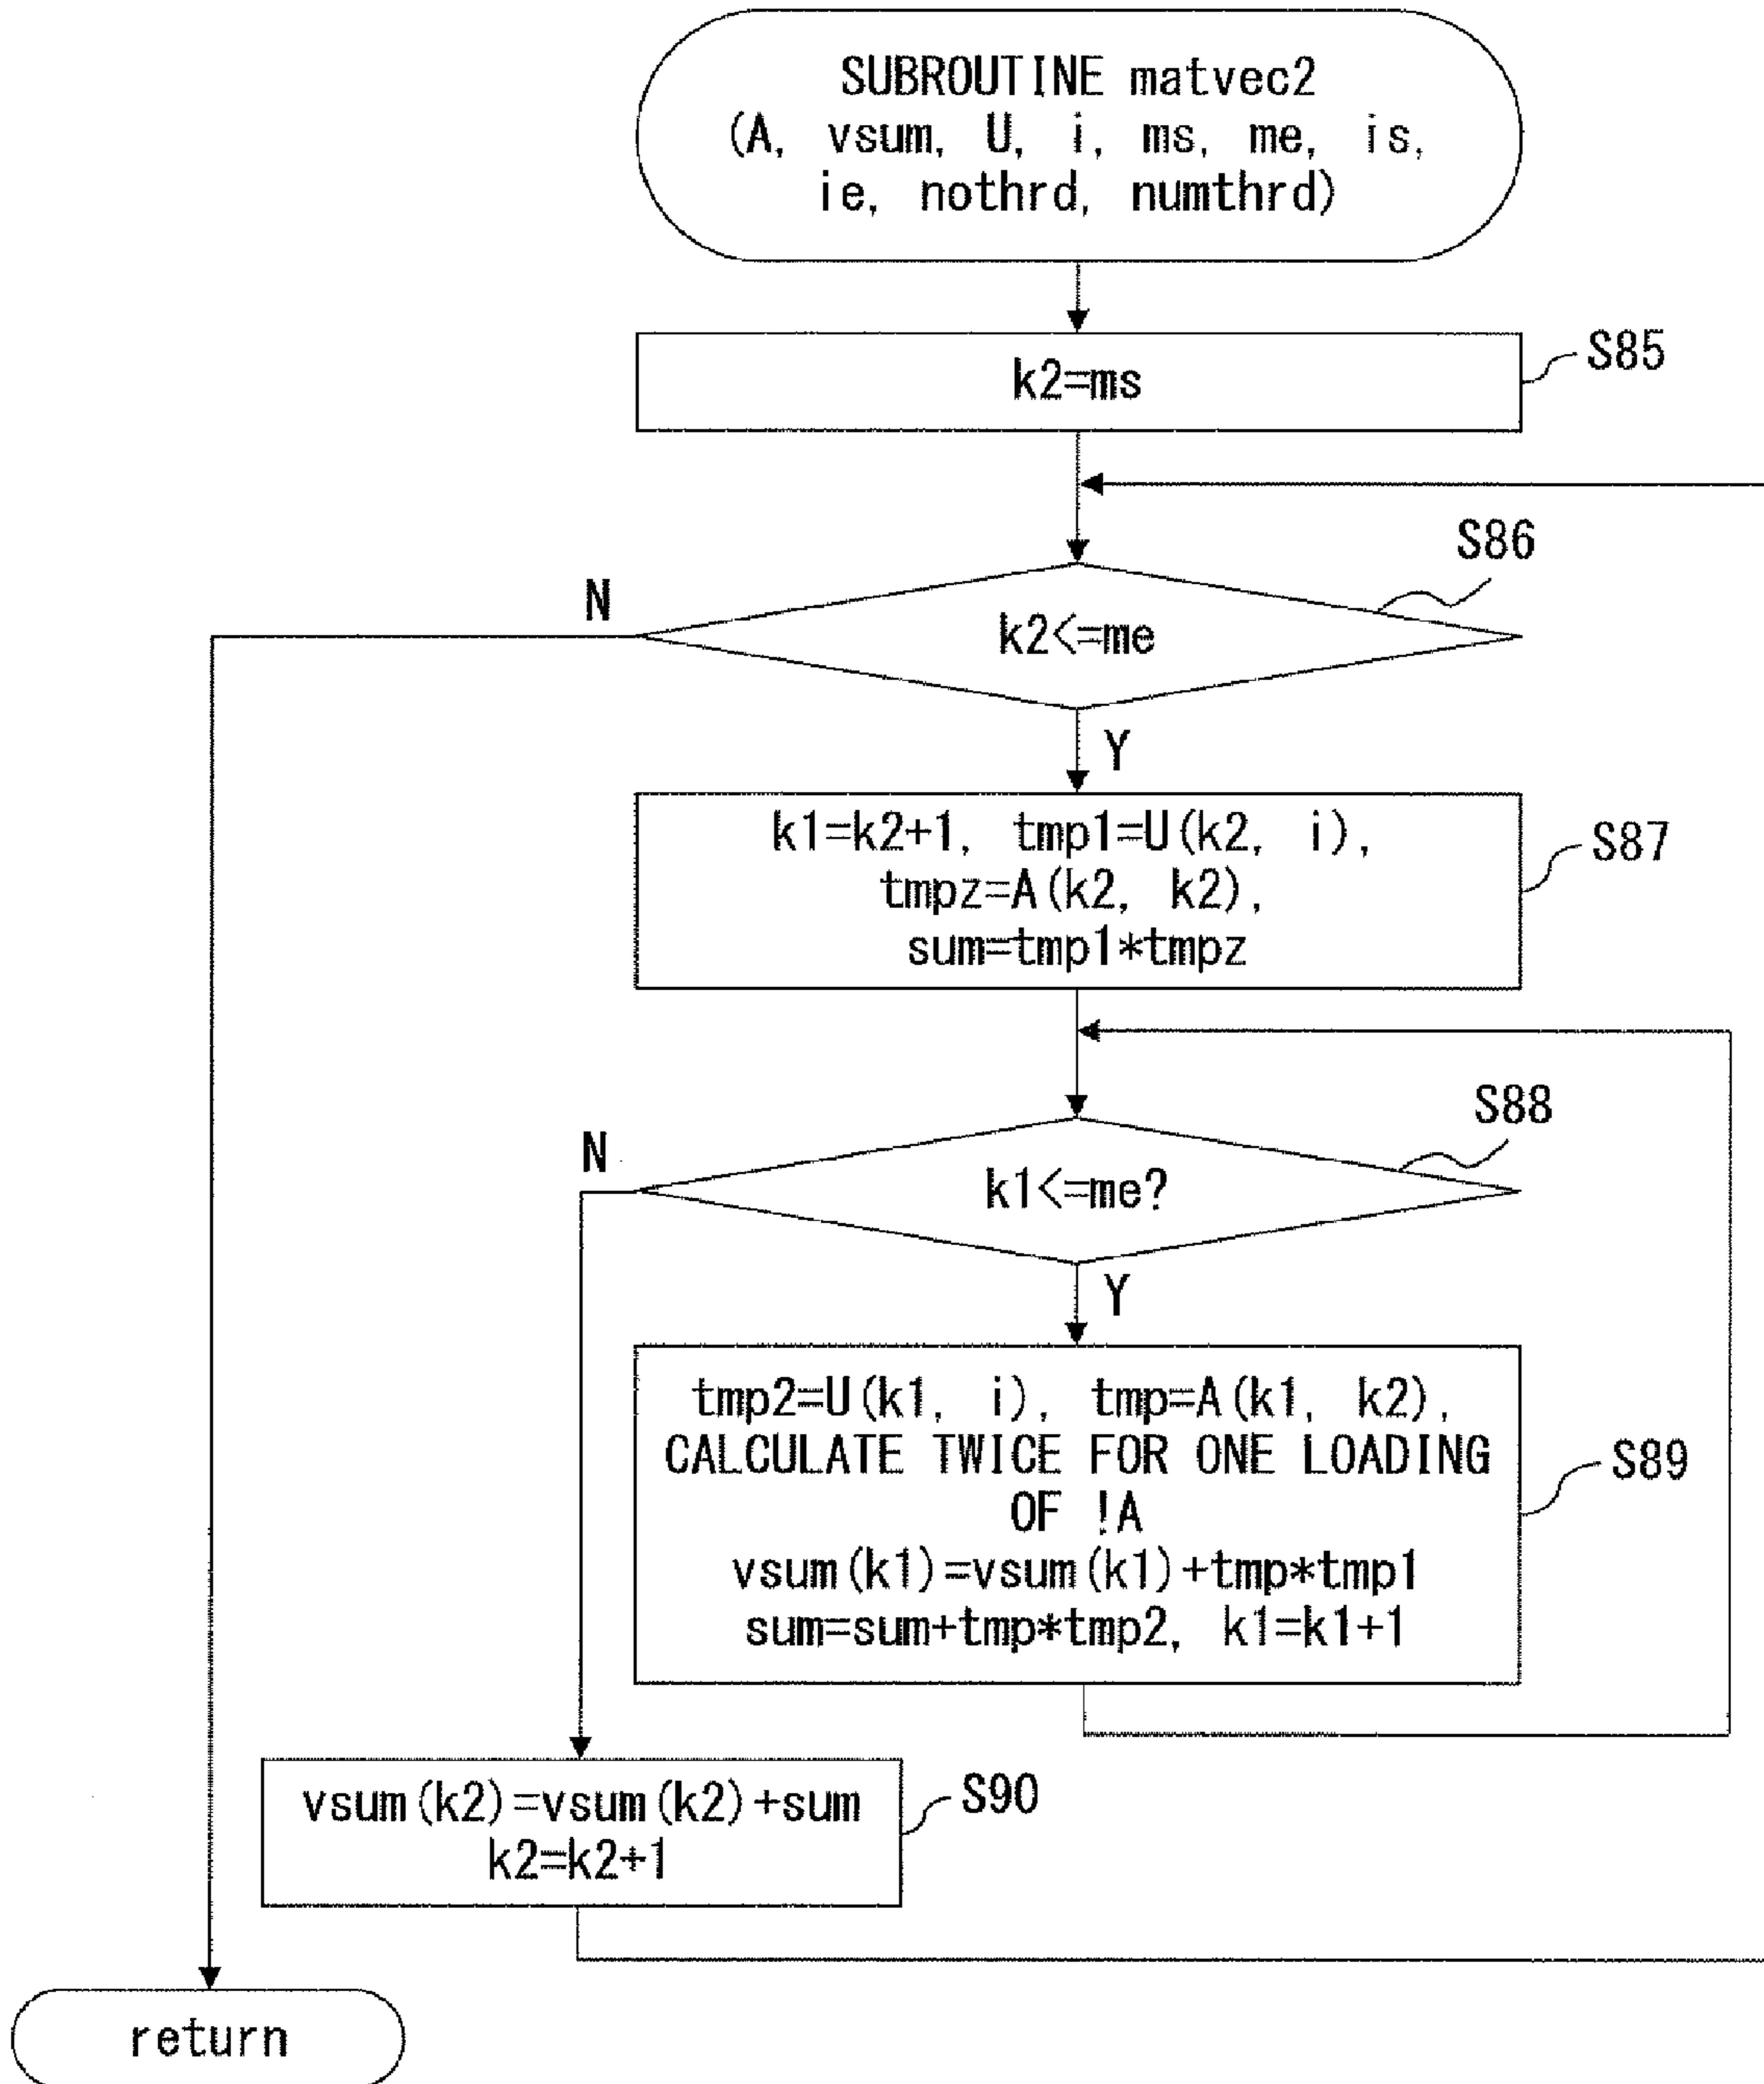 SUBROUTINE matvec2
(A, vsum, U, i, ms, me, is,
ie, nothrd, numthrd)
k2=ms
S85
S86
N
k2<=me
Y
k1=k2+1, tmp1=U(k2, i),
tmpz=A(k2, k2),
sum=tmp1*tmpz
S87
S88
N
k1<=me?
Y
tmp2=U(k1, i), tmp=A(k1, k2),
CALCULATE TWICE FOR ONE LOADING
OF !A
vsum(k1)=vsum(k1)+tmp*tmp1
sum=sum+tmp*tmp2, k1=k1+1
S89
vsum(k2)=vsum(k2)+sum
k2=k2+1
S90
return